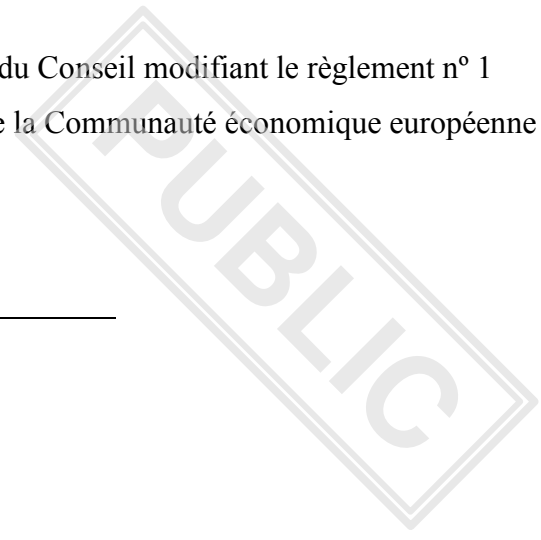 du Conseil modifiant le règlement nº 1
la Communauté économique européenne
PUBLIC